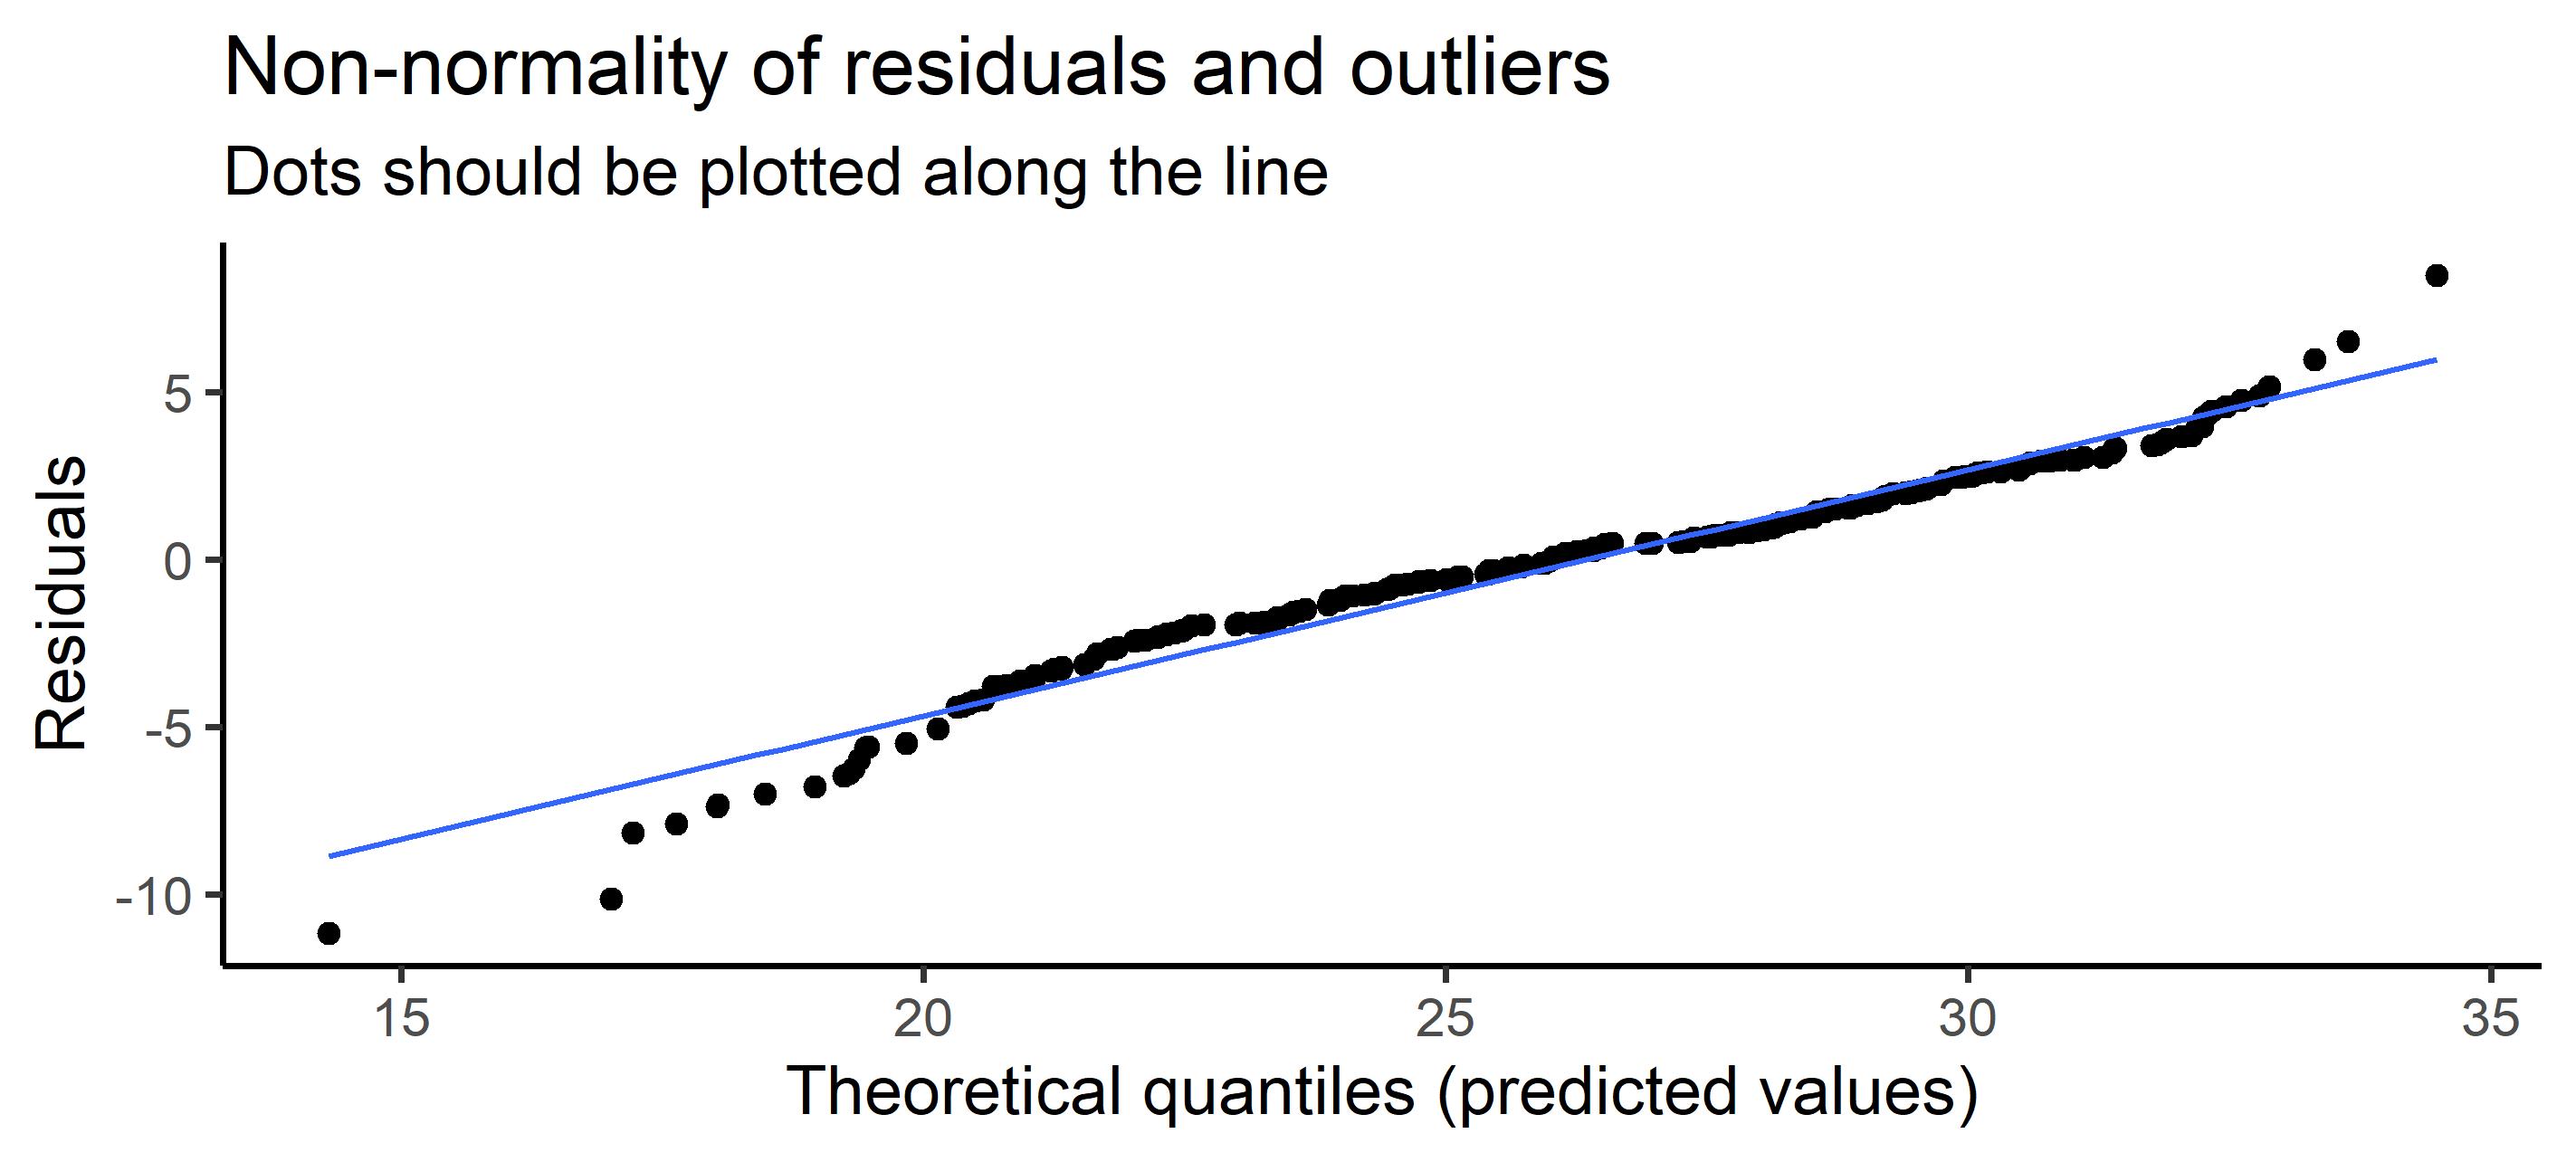 Non-normality of residuals and outliers
Dots should be plotted along the line
Residuals
5
0
-5
-10
15 20 25 30 35
Theoretical quantiles (predicted values)